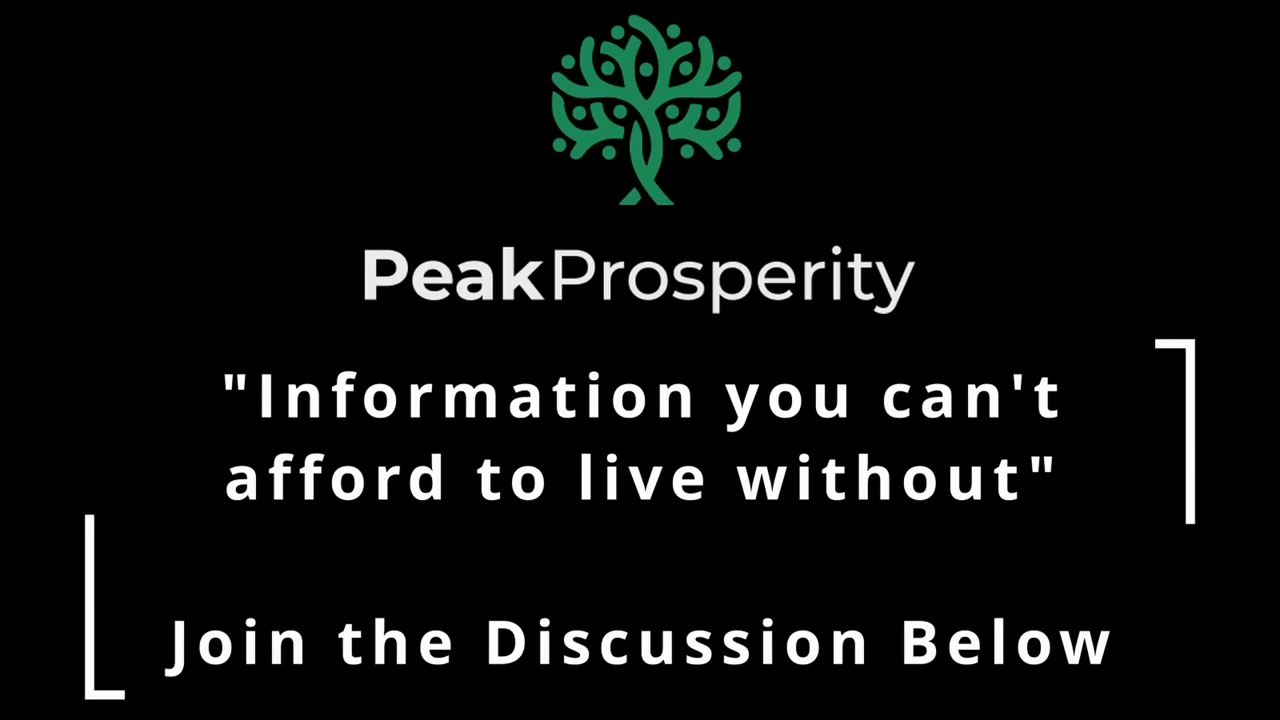 PeakProsperity
"Information you can't
afford to live without"
Join the Discussion Below